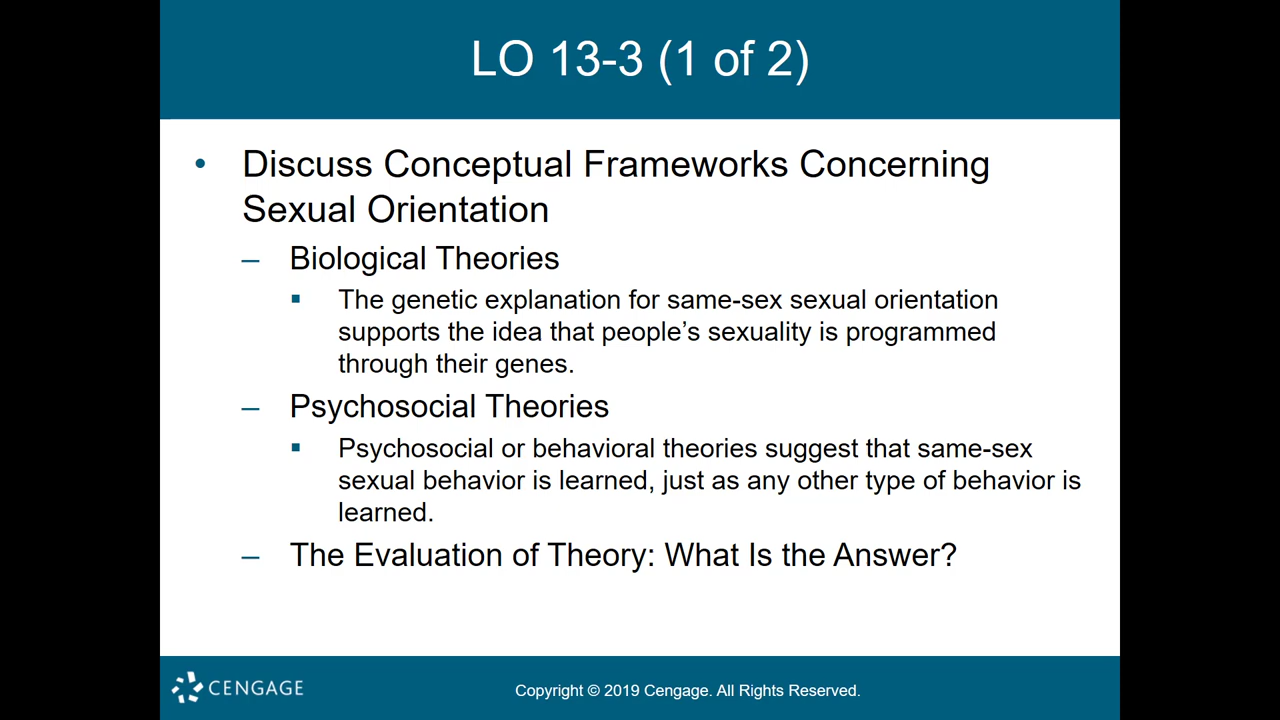 LO 13-3 (1 of 2)
• Discuss Conceptual Frameworks Concerning
Sexual Orientation
– Biological Theories
▪ The genetic explanation for same-sex sexual orientation
supports the idea that people’s sexuality is programmed
through their genes.
– Psychosocial Theories
▪ Psychosocial or behavioral theories suggest that same-sex
sexual behavior is learned, just as any other type of behavior is
learned.
– The Evaluation of Theory: What Is the Answer?
CENGAGE
Copyright © 2019 Cengage. All Rights Reserved.